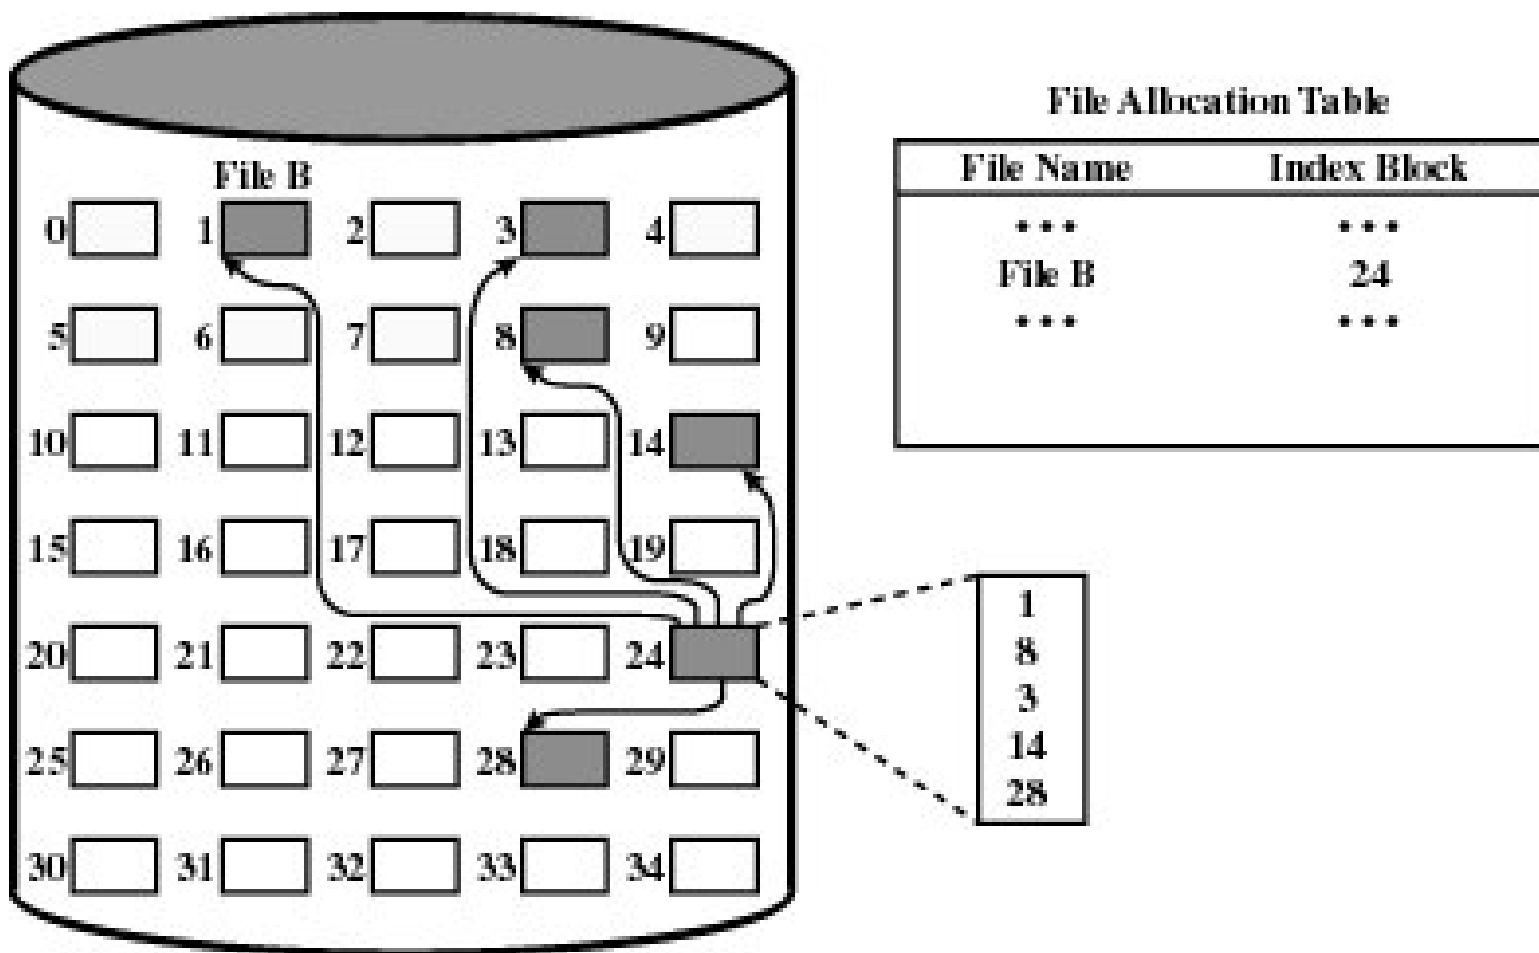 File Allocation Table
File Name Index Block
• • • • • •
File B 24
• • • • • •
File B
0 1 2 3 4
5 6 7 8 9
10 11 12 13 14
15 16 17 18 19
20 21 22 23 24
25 26 27 28 29
30 31 32 33 34
1
8
3
14
28